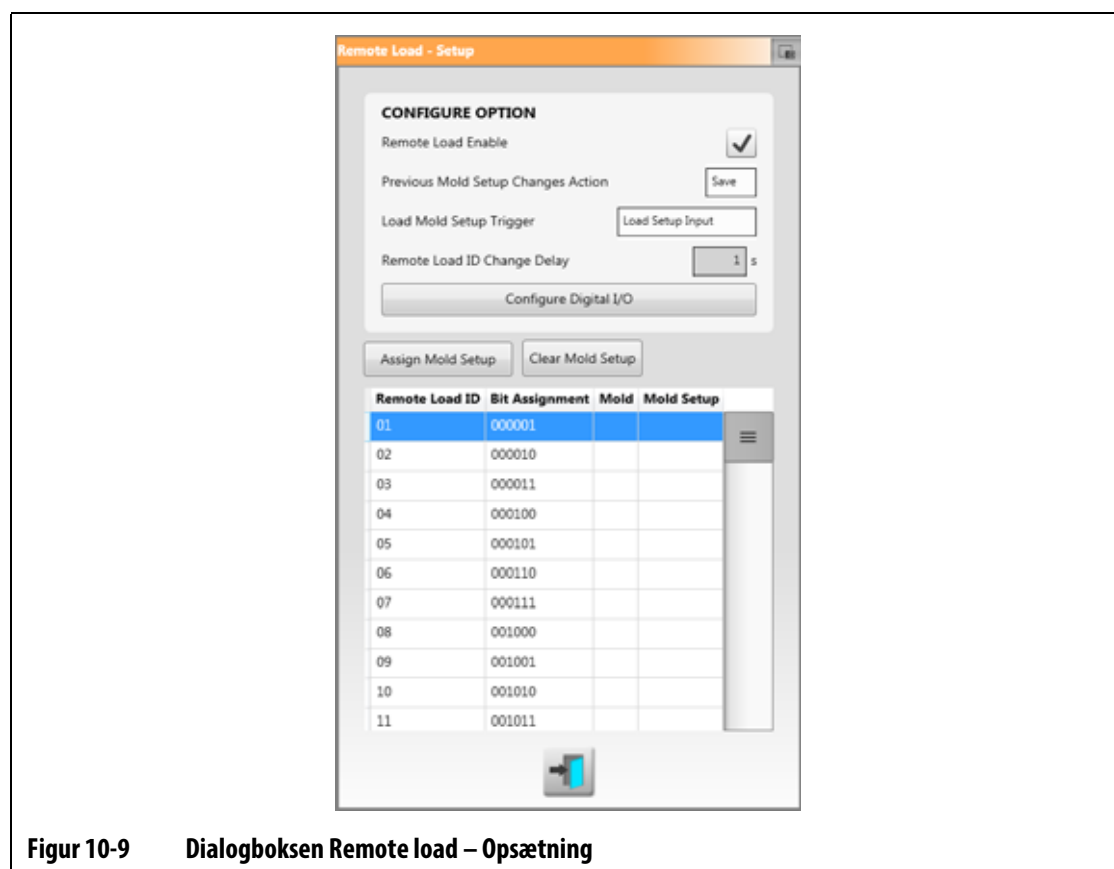 Remote Load - Setup
CONFIGURE OPTION
Remote Load Enable
Previous Mold Setup Changes Action Save
Load Mold Setup Trigger Load Setup Input
Remote Load ID Change Delay 1 s
Configure Digital I/O
Assign Mold Setup Clear Mold Setup
Remote Load ID Bit Assignment Mold Mold Setup
01 000001
02 000010
03 000011
04 000100
05 000101
06 000110
07 000111
08 001000
09 001001
10 001010
11 001011
Figur 10-9 Dialogboksen Remote load – Opsætning